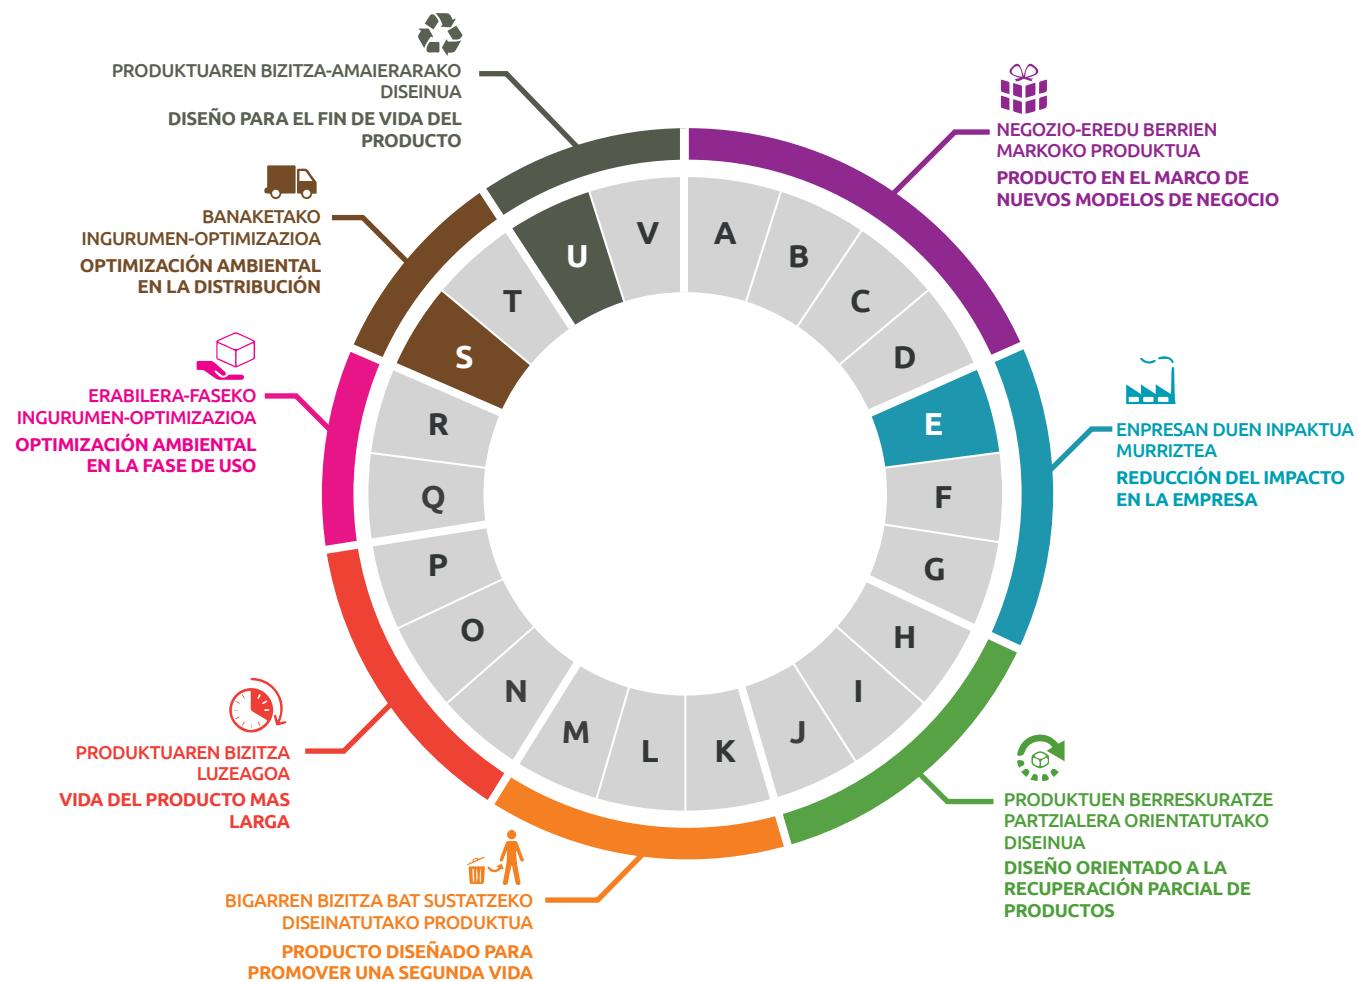 PRODUKTUAREN BIZITZA-AMAIERARAKO
DISEINUA
DISEÑO PARA EL FIN DE VIDA DEL
PRODUCTO
NEGOZIO-EREDU BERRIEN
MARKOKO PRODUKTUA
PRODUCTO EN EL MARCO DE
NUEVOS MODELOS DE NEGOCIO
BANAKETAKO
INGURUMEN-OPTIMIZAZIOA
OPTIMIZACIÓN AMBIENTAL
EN LA DISTRIBUCIÓN
ERABILERA-FASEKO
INGURUMEN-OPTIMIZAZIOA
OPTIMIZACIÓN AMBIENTAL
EN LA FASE DE USO
ENPRESAN DUEN INPAKTUA
MURRIZTEA
REDUCCIÓN DEL IMPACTO
EN LA EMPRESA
A
B
C
D
E
F
G
H
I
J
K
L
M
N
O
P
Q
R
S
T
U
V
PRODUKTUAREN BIZITZA
LUZEAGOA
VIDA DEL PRODUCTO MAS
LARGA
PRODUKTUEN BERRESKURATZE
PARTZIALERA ORIENTATUTAKO
DISEINUA
DISEÑO ORIENTADO A LA
RECUPERACIÓN PARCIAL DE
PRODUCTOS
BIGARREN BIZITZA BAT SUSTATZEKO
DISEINATUTAKO PRODUKTUA
PRODUCTO DISEÑADO PARA
PROMOVER UNA SEGUNDA VIDA